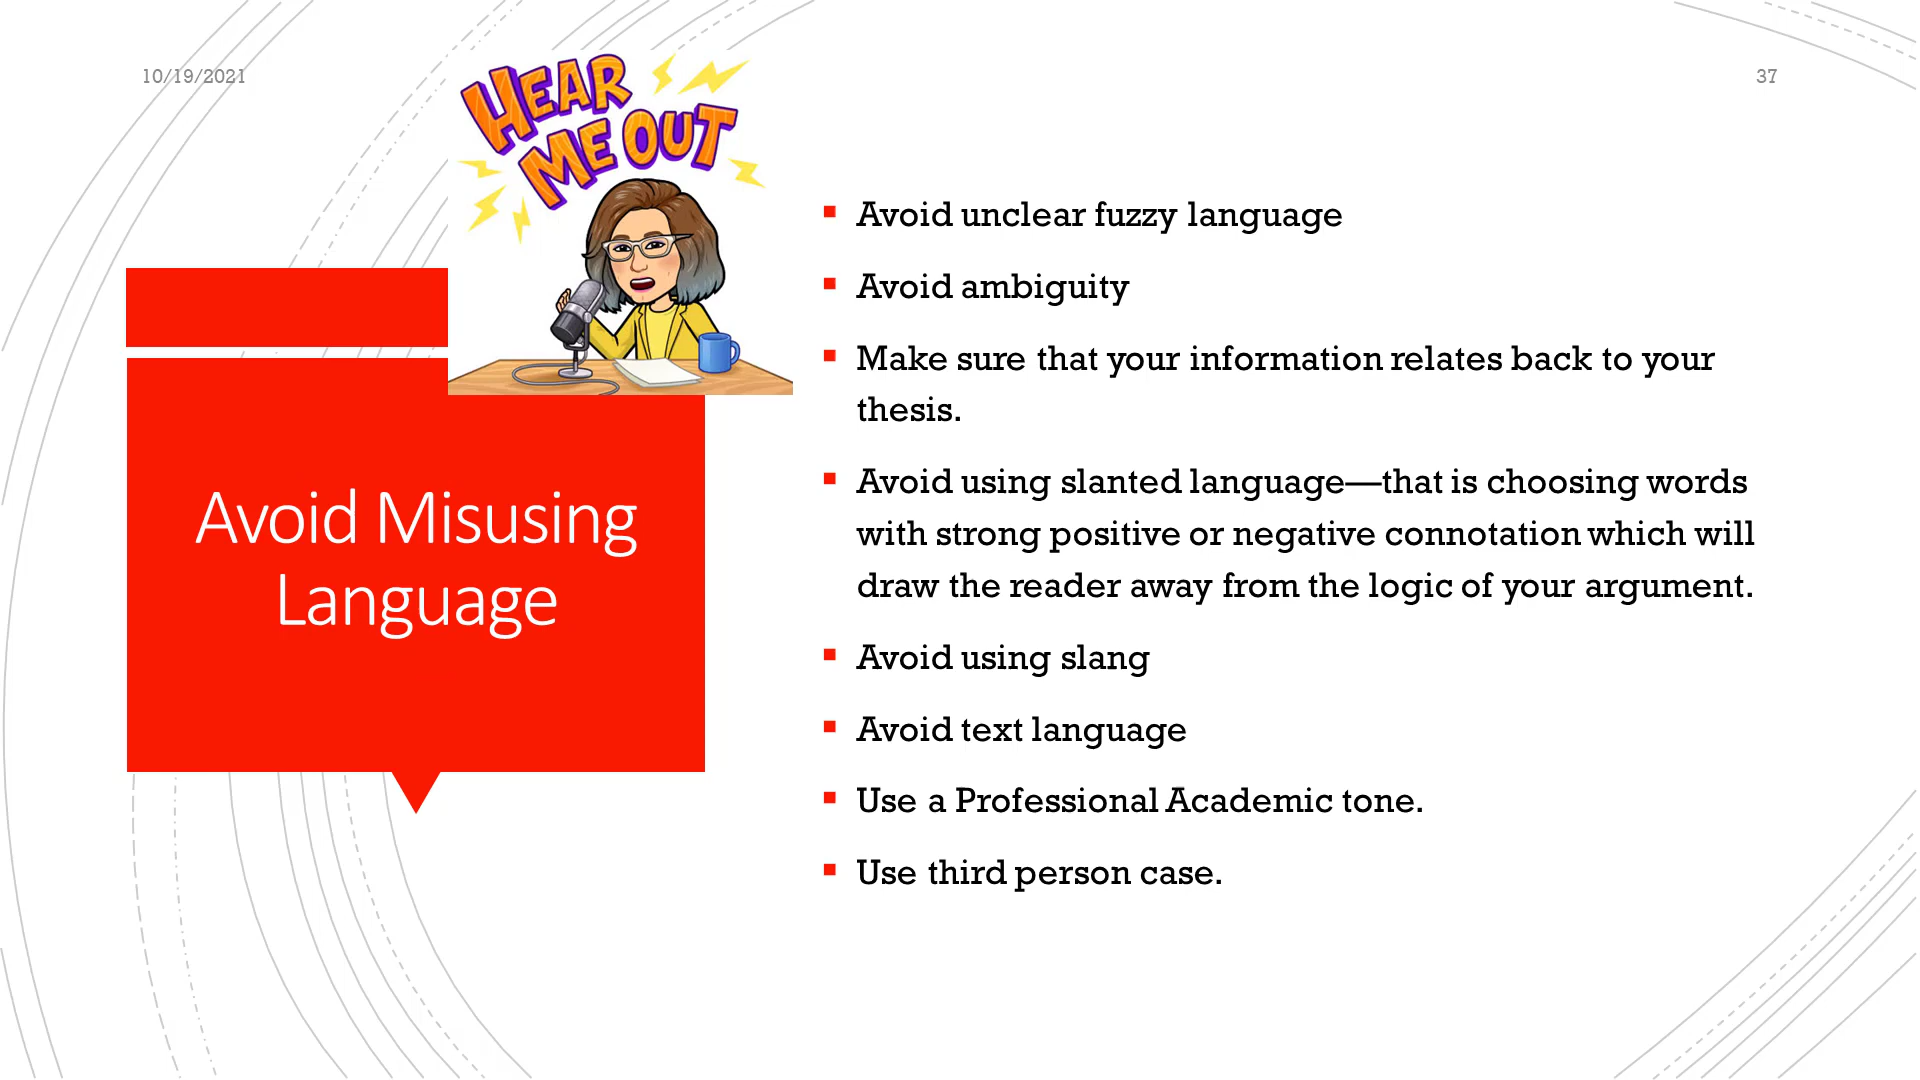 10/19/2021
37
HEAR
ME OUT
Avoid Misusing
Language
Avoid unclear fuzzy language
Avoid ambiguity
Make sure that your information relates back to your
thesis.
Avoid using slanted language—that is choosing words
with strong positive or negative connotation which will
draw the reader away from the logic of your argument.
Avoid using slang
Avoid text language
Use a Professional Academic tone.
Use third person case.